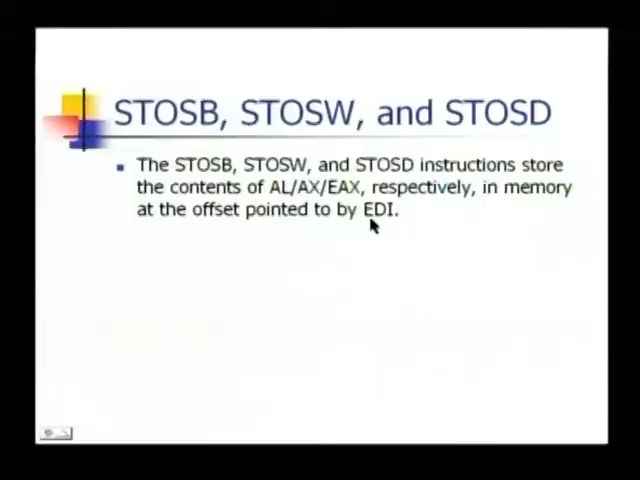 STOSB, STOSW, and STOSD
The STOSB, STOSW, and STOSD instructions store
the contents of AL/AX/EAX, respectively, in memory
at the offset pointed to by EDI.